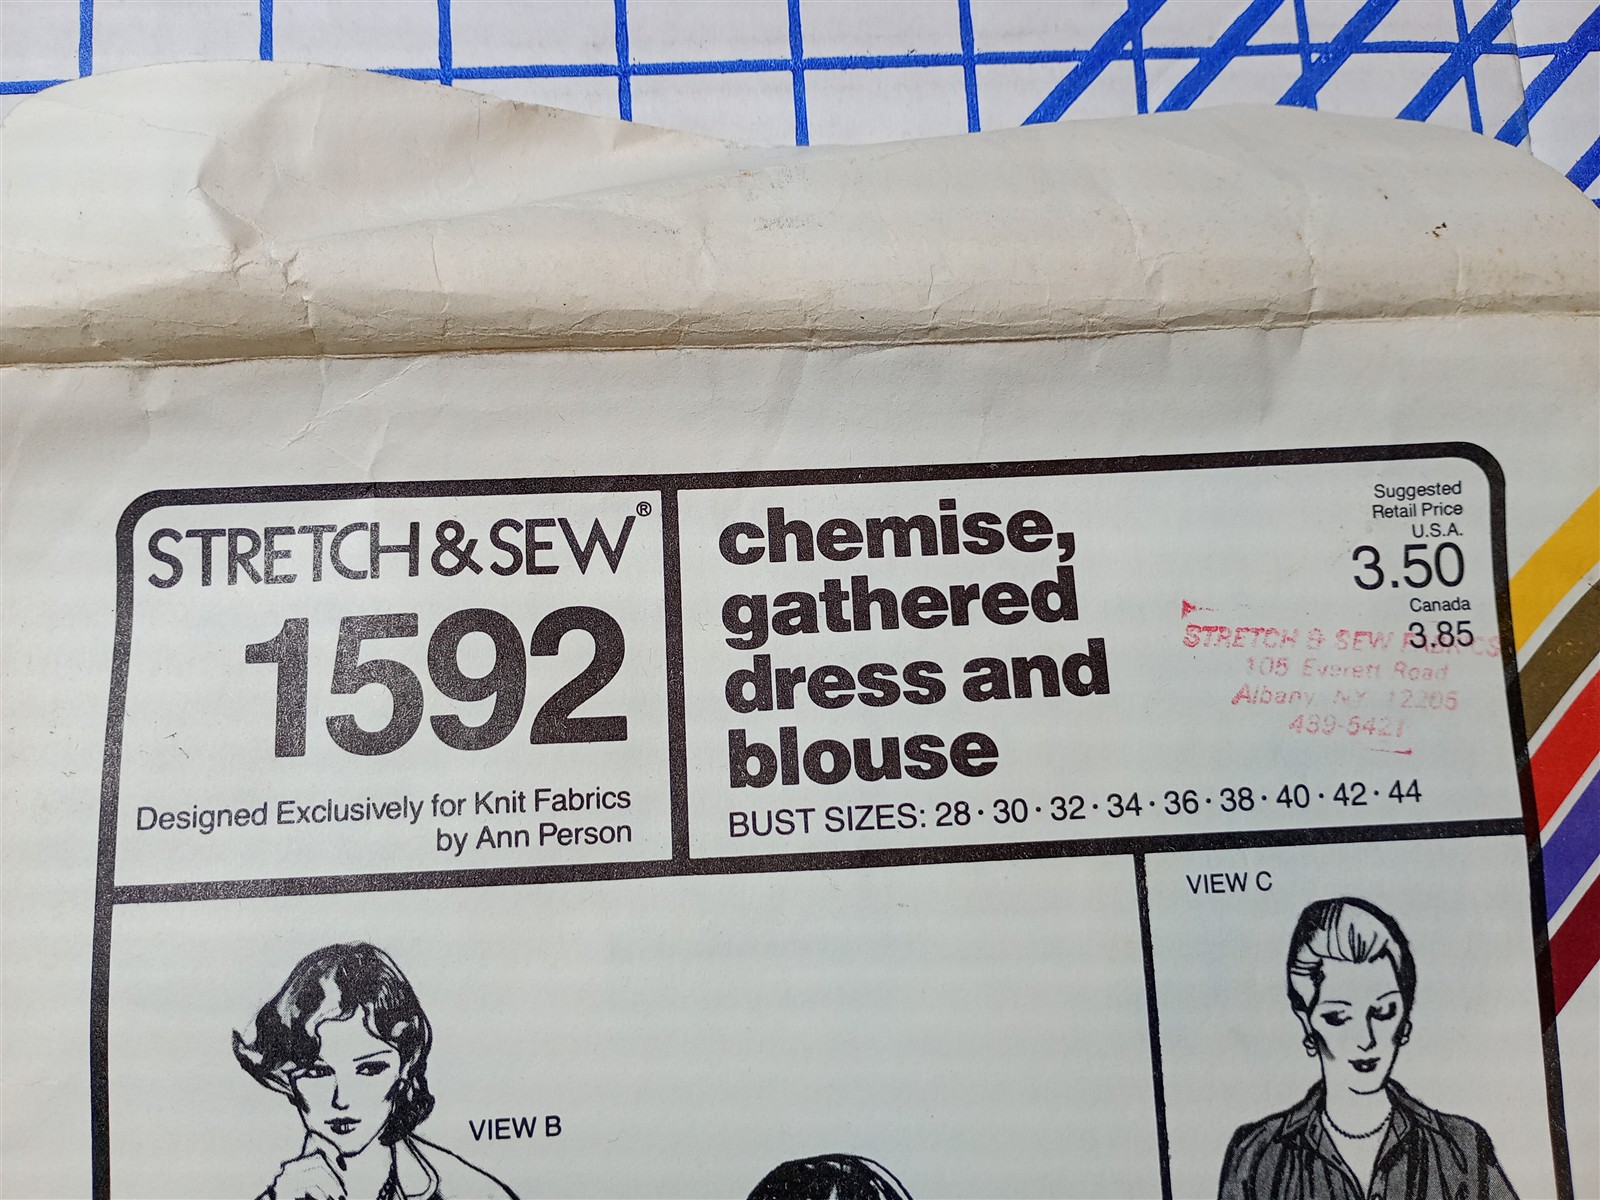 STRETCH & SEW®
1592
Designed Exclusively for Knit Fabrics
by Ann Person
chemise,
gathered
dress and
blouse
BUST SIZES: 28 · 30 · 32 · 34 · 36 · 38 · 40 · 42 · 44
Suggested
Retail Price
U.S.A.
3.50
Canada
3.85
STRETCH & SEW FABRICS
105 Everett Road
Albany NY 12205
489-5421
VIEW C
VIEW B